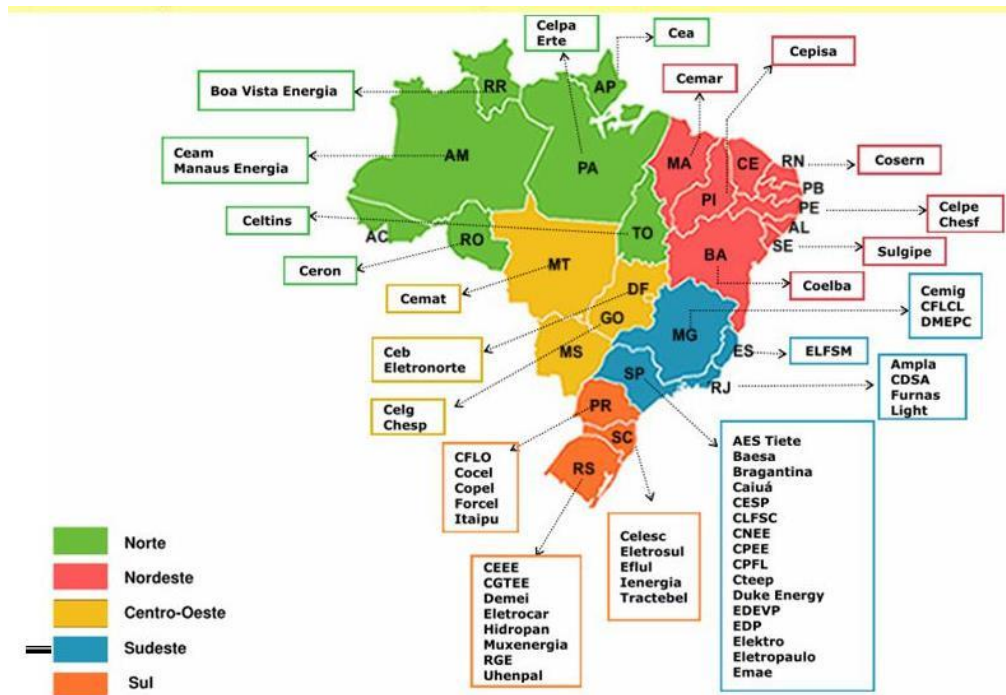 Celpa
Erte
Cea
Cepisa
Cemar
Boa Vista Energia
RR
AP
Ceam
Manaus Energia
AM
PA
MA
CE
RN
Cosern
PI
PB
PE
Celpe
Chesf
Celtins
AC
RO
TO
AL
SE
Sulgipe
BA
Ceron
MT
Coelba
Cemat
DF
GO
Cemig
CFLCL
DMEPC
MG
Ceb
Eletronorte
MS
ES
ELFSM
SP
RJ
Ampla
CDSA
Furnas
Light
Celg
Chesp
PR
SC
RS
CFLO
Cocel
Copel
Forcel
Itaipu
AES Tiete
Baesa
Bragantina
Caiuá
CESP
CLFSC
CNEE
CPEE
CPFL
Cteep
Duke Energy
EDEVP
EDP
Elektro
Eletropaulo
Emae
Celesc
Eletrosul
Eflul
Ienergia
Tractebel
CEEE
CGTEE
Demei
Eletrocar
Hidropan
Muxenergia
RGE
Uhenpal
Norte
Nordeste
Centro-Oeste
Sudeste
Sul